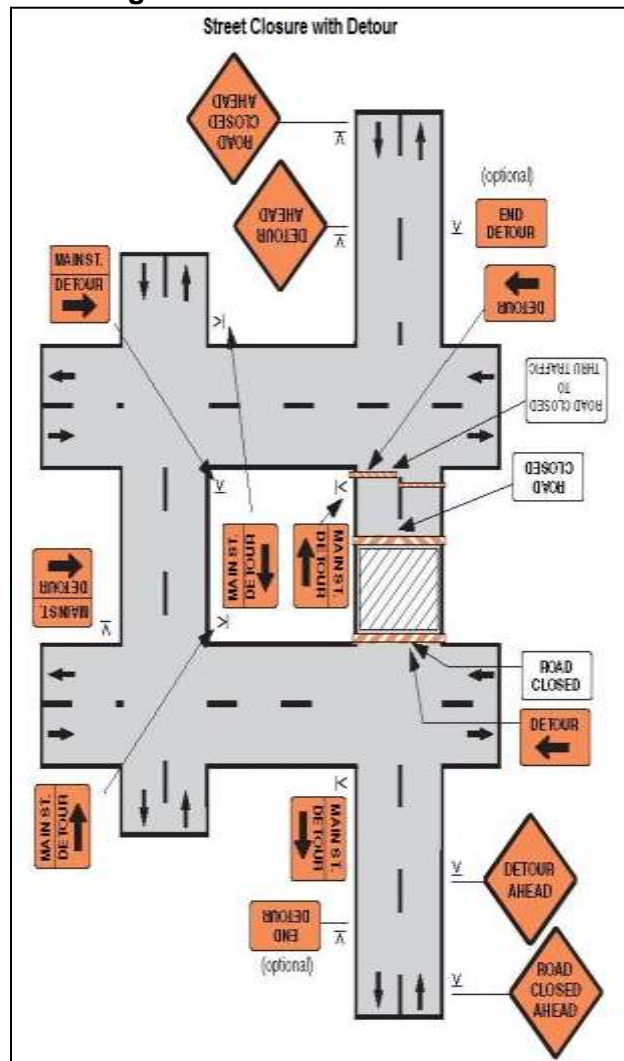 Street Closure with Detour
ROAD
CLOSED
AHEAD
DETOUR
AHEAD
(optional)
END
DETOUR
MAIN ST.
DETOUR
DETOUR
ROAD CLOSED
TO
THRU TRAFFIC
ROAD
CLOSED
MAIN ST.
DETOUR
MAIN ST.
DETOUR
MAIN ST.
DETOUR
ROAD
CLOSED
DETOUR
MAIN ST.
DETOUR
MAIN ST.
DETOUR
DETOUR
AHEAD
END
DETOUR
(optional)
ROAD
CLOSED
AHEAD